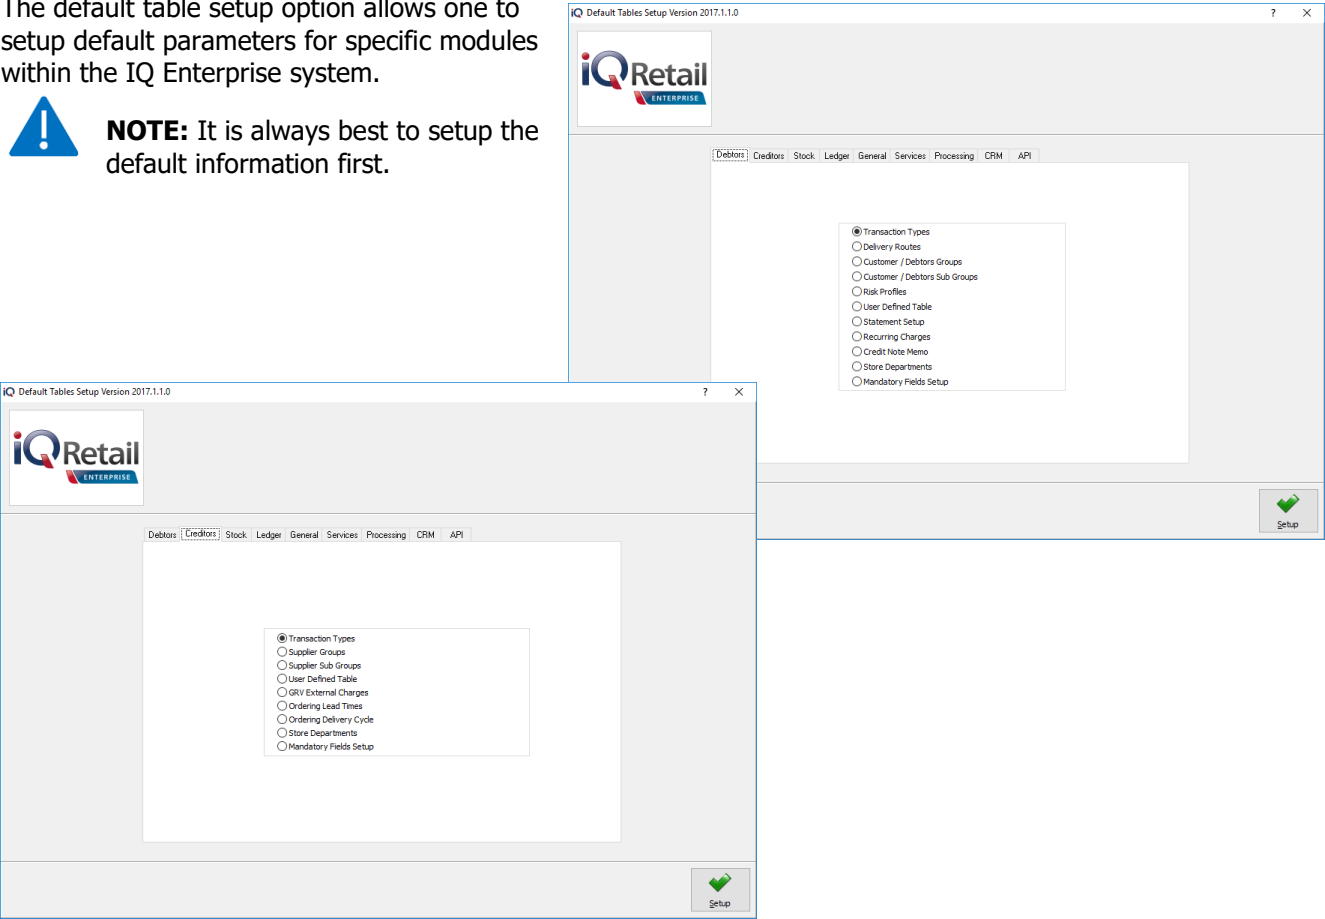 The default table setup option allows one to
setup default parameters for specific modules
within the IQ Enterprise system.
NOTE: It is always best to setup the
default information first.
iQ Default Tables Setup Version 2017.1.1.0 ?
iQ Retail
ENTERPRISE
Debtors Creditors Stock Ledger General Services Processing CRM API
Transaction Types
Delivery Routes
Customer / Debtors Groups
Customer / Debtors Sub Groups
Risk Profiles
User Defined Table
Statement Setup
Recurring Charges
Credit Note Memo
Store Departments
Mandatory Fields Setup
Setup
iQ Default Tables Setup Version 2017.1.1.0 ?
iQ Retail
ENTERPRISE
Debtors Creditors Stock Ledger General Services Processing CRM API
Transaction Types
Supplier Groups
Supplier Sub Groups
User Defined Table
GRV External Charges
Ordering Lead Times
Ordering Delivery Cycle
Store Departments
Mandatory Fields Setup
Setup